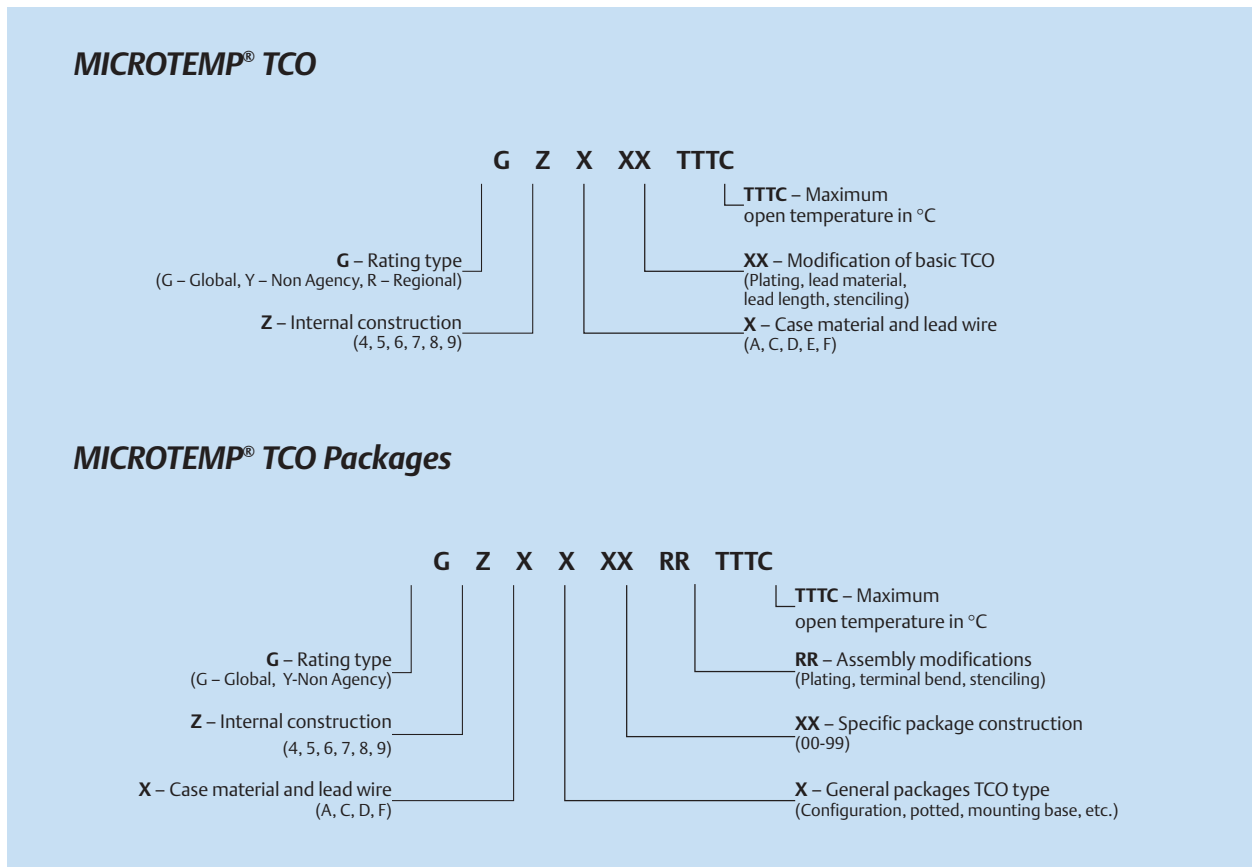 MICROTEMP® TCO
G Z X XX TTTC
TTTC – Maximum
open temperature in °C
G – Rating type
(G – Global, Y – Non Agency, R – Regional)
XX – Modification of basic TCO
(Plating, lead material,
lead length, stenciling)
Z – Internal construction
(4, 5, 6, 7, 8, 9)
X – Case material and lead wire
(A, C, D, E, F)
MICROTEMP® TCO Packages
G Z X X XX RR TTTC
TTTC – Maximum
open temperature in °C
G – Rating type
(G – Global, Y-Non Agency)
RR – Assembly modifications
(Plating, terminal bend, stenciling)
Z – Internal construction
(4, 5, 6, 7, 8, 9)
XX – Specific package construction
(00-99)
X – Case material and lead wire
(A, C, D, F)
X – General packages TCO type
(Configuration, potted, mounting base, etc.)